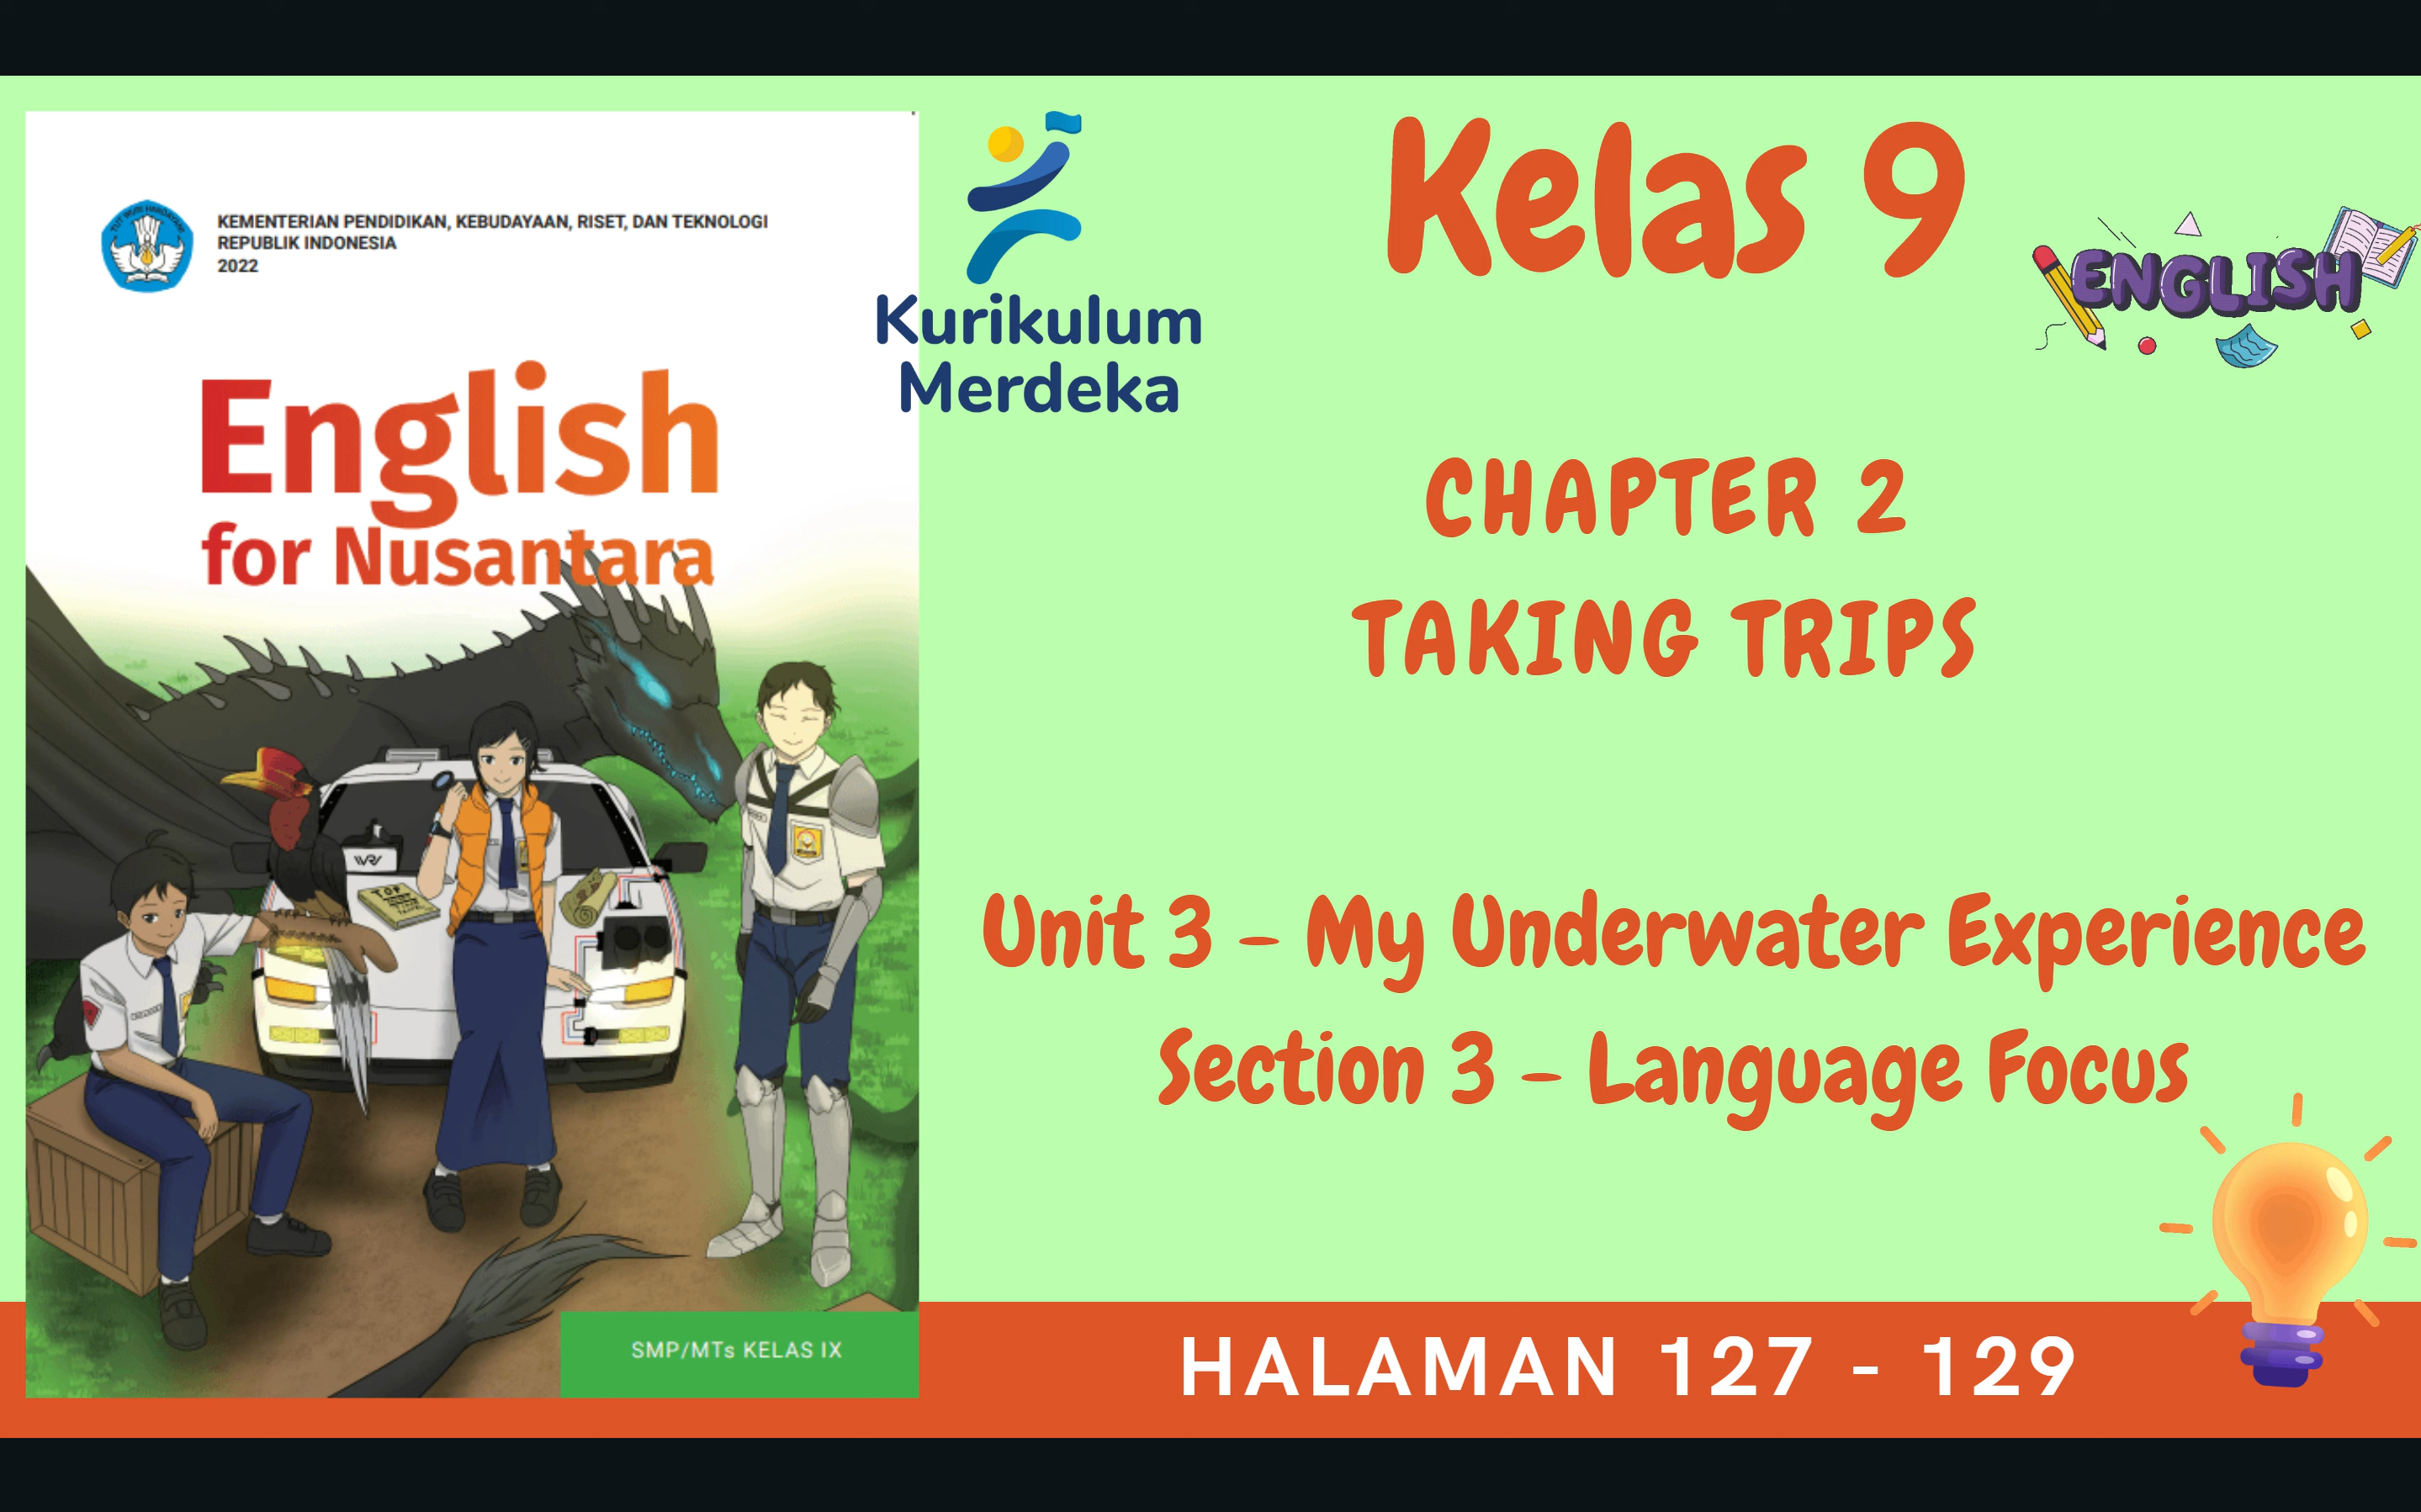 KEMENTERIAN PENDIDIKAN, KEBUDAYAAN, RISET, DAN TEKNOLOGI
REPUBLIK INDONESIA
2022
English
for Nusantara
SMP/MTs KELAS IX
Kurikulum
Merdeka
Kelas 9
ENGLISH
CHAPTER 2
TAKING TRIPS
Unit 3 - My Underwater Experience
Section 3 - Language Focus
HALAMAN 127 - 129